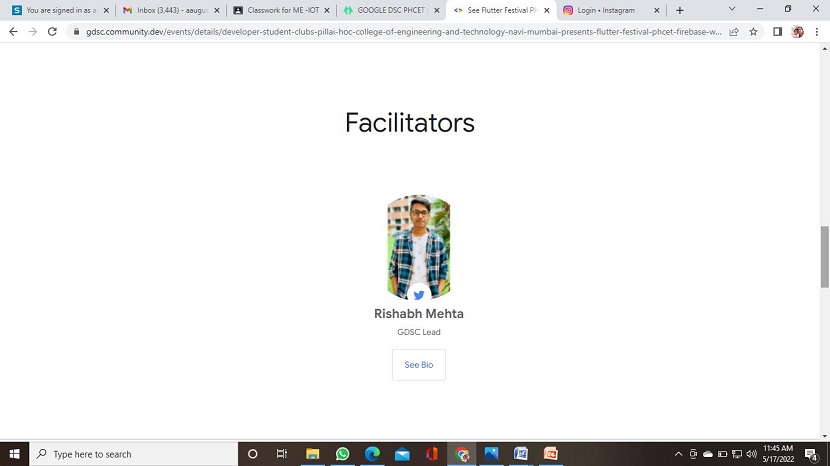 You are signed in as a
Inbox (3,443) - aaugu
Classwork for ME -IOT
GOOGLE DSC PHCET
See Flutter Festival PH
Login • Instagram
gdsc.community.dev/events/details/developer-student-clubs-pillai-hoc-college-of-engineering-and-technology-navi-mumbai-presents-flutter-festival-phcet-firebase-w...
Facilitators
Rishabh Mehta
GDSC Lead
See Bio
Type here to search
11:45 AM
5/17/2022
4